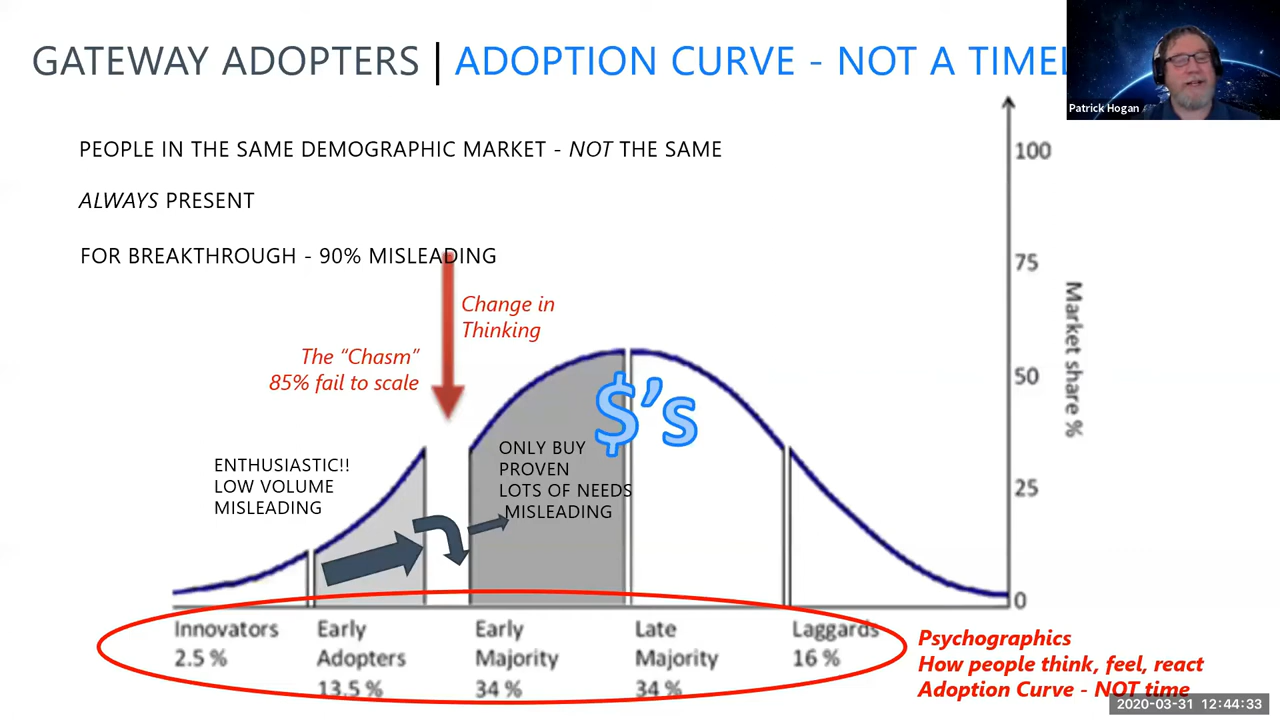 GATEWAY ADOPTERS | ADOPTION CURVE - NOT A TIMEL
Patrick Hogan
PEOPLE IN THE SAME DEMOGRAPHIC MARKET - NOT THE SAME
ALWAYS PRESENT
FOR BREAKTHROUGH - 90% MISLEADING
Change in
Thinking
The “Chasm”
85% fail to scale
$’s
ENTHUSIASTIC!!
LOW VOLUME
MISLEADING
ONLY BUY
PROVEN
LOTS OF NEEDS
MISLEADING
100
75
50
25
0
Market share %
Innovators
2.5 %
Early
Adopters
13.5 %
Early
Majority
34 %
Late
Majority
34 %
Laggards
16 %
Psychographics
How people think, feel, react
Adoption Curve - NOT time
2020-03-31 12:44:33